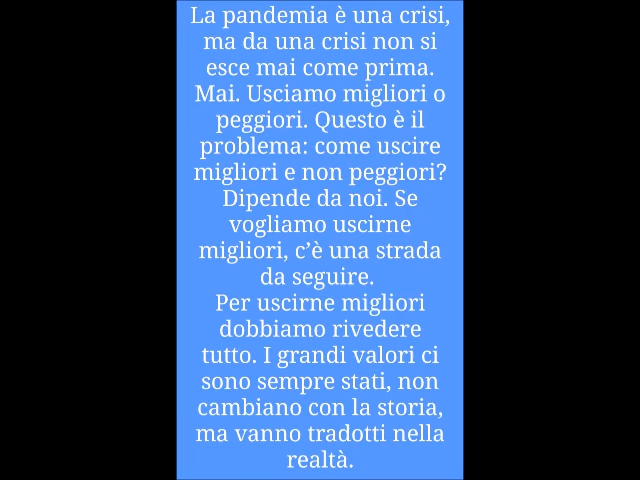 La pandemia è una crisi,
ma da una crisi non si
esce mai come prima.
Mai. Usciamo migliori o
peggiori. Questo è il
problema: come uscire
migliori e non peggiori?
Dipende da noi. Se
vogliamo uscirne
migliori, c’è una strada
da seguire.
Per uscirne migliori
dobbiamo rivedere
tutto. I grandi valori ci
sono sempre stati, non
cambiano con la storia,
ma vanno tradotti nella
realtà.